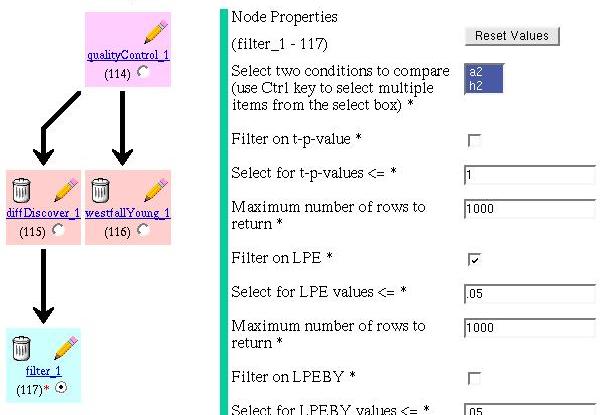 qualityControl_1
(114)
diffDiscover_1
(115)
westfallYoung_1
(116)
filter_1
(117)*
Node Properties
(filter_1 - 117)
Reset Values
Select two conditions to compare
(use Ctrl key to select multiple
items from the select box) *
a2
h2
Filter on t-p-value *
Select for t-p-values <= *
1
Maximum number of rows to
return *
1000
Filter on LPE *
Select for LPE values <= *
.05
Maximum number of rows to
return *
1000
Filter on LPEBY *
Select for LPEBY values <= *
.05